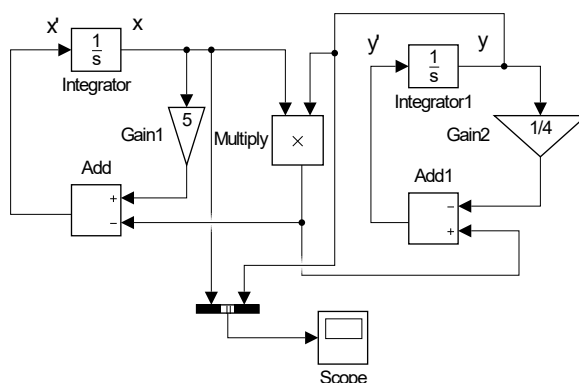 x'
1
s
x
Integrator
y'
1
s
y
Integrator1
5
Gain1
Multiply
×
1/4
Gain2
Add
+
−
Add1
−
+
Scope